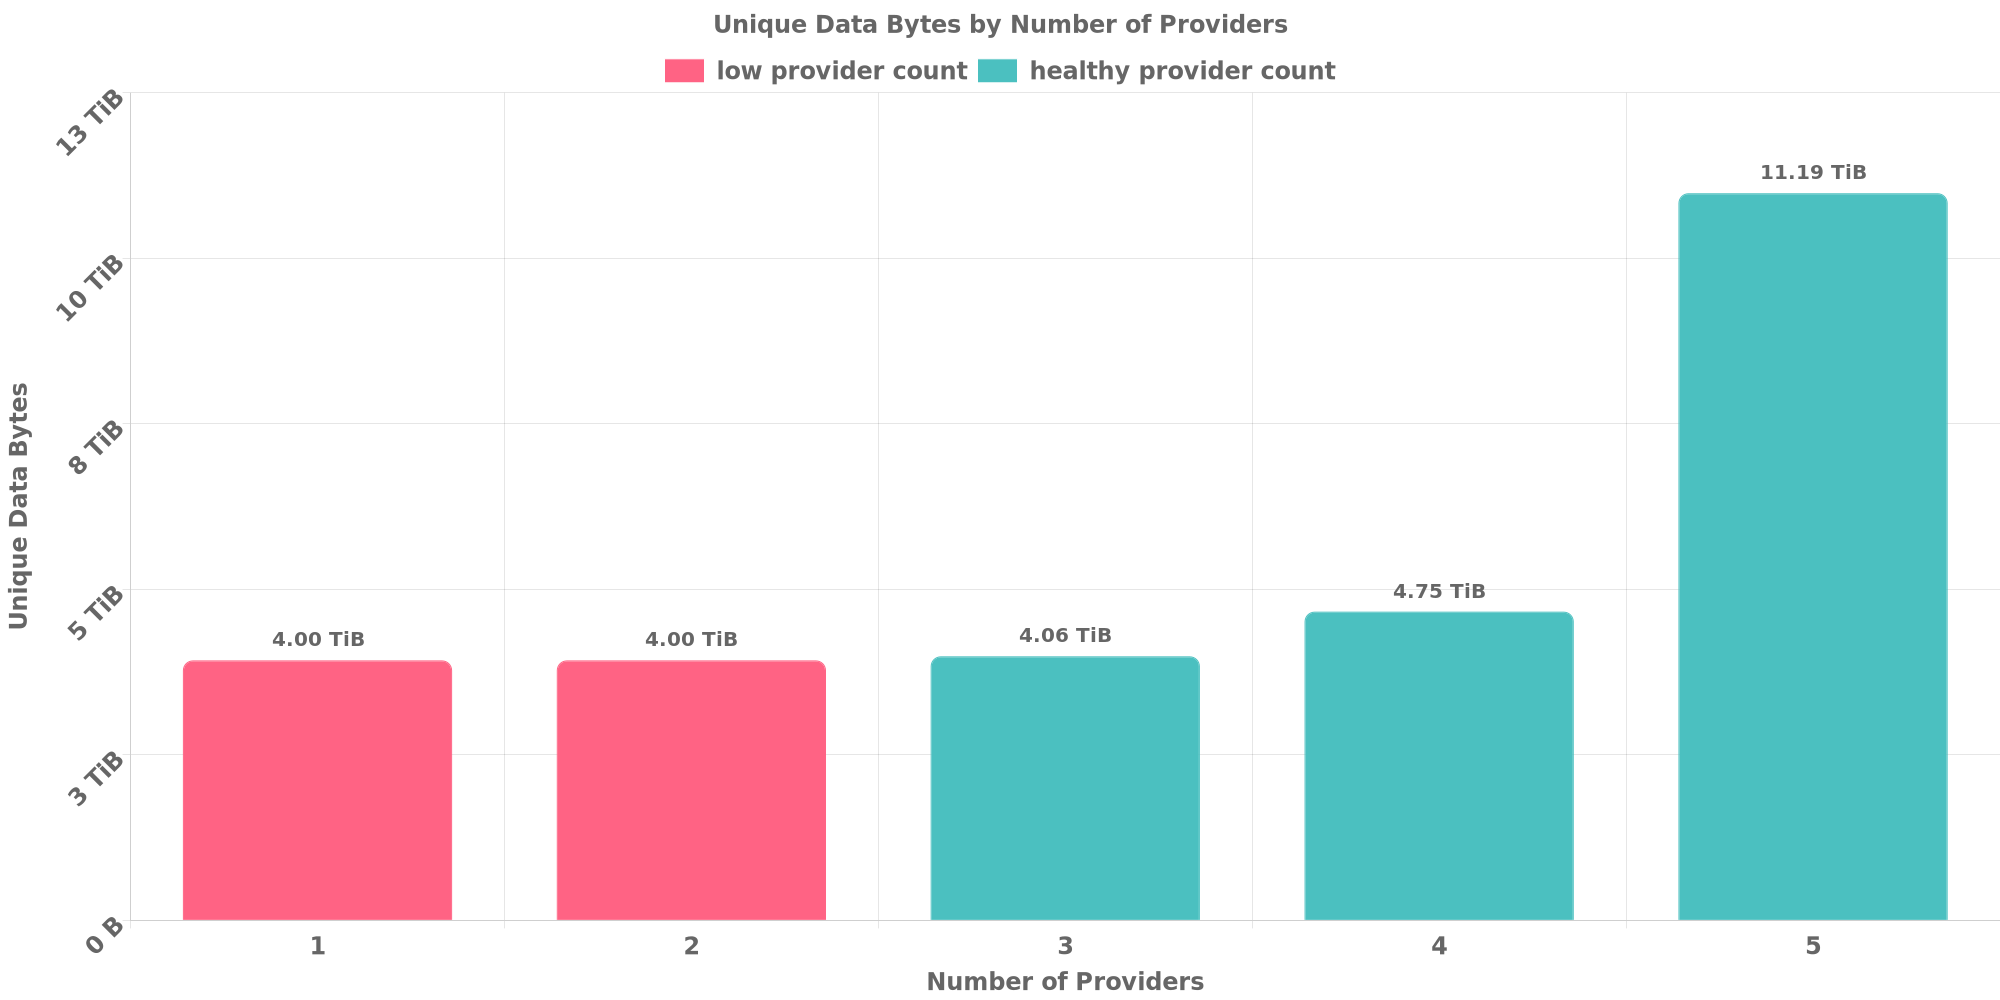 Unique Data Bytes by Number of Providers
low provider count healthy provider count
13 TiB
10 TiB
8 TiB
5 TiB
3 TiB
0 B
Unique Data Bytes
4.00 TiB
4.00 TiB
4.06 TiB
4.75 TiB
11.19 TiB
1 2 3 4 5
Number of Providers